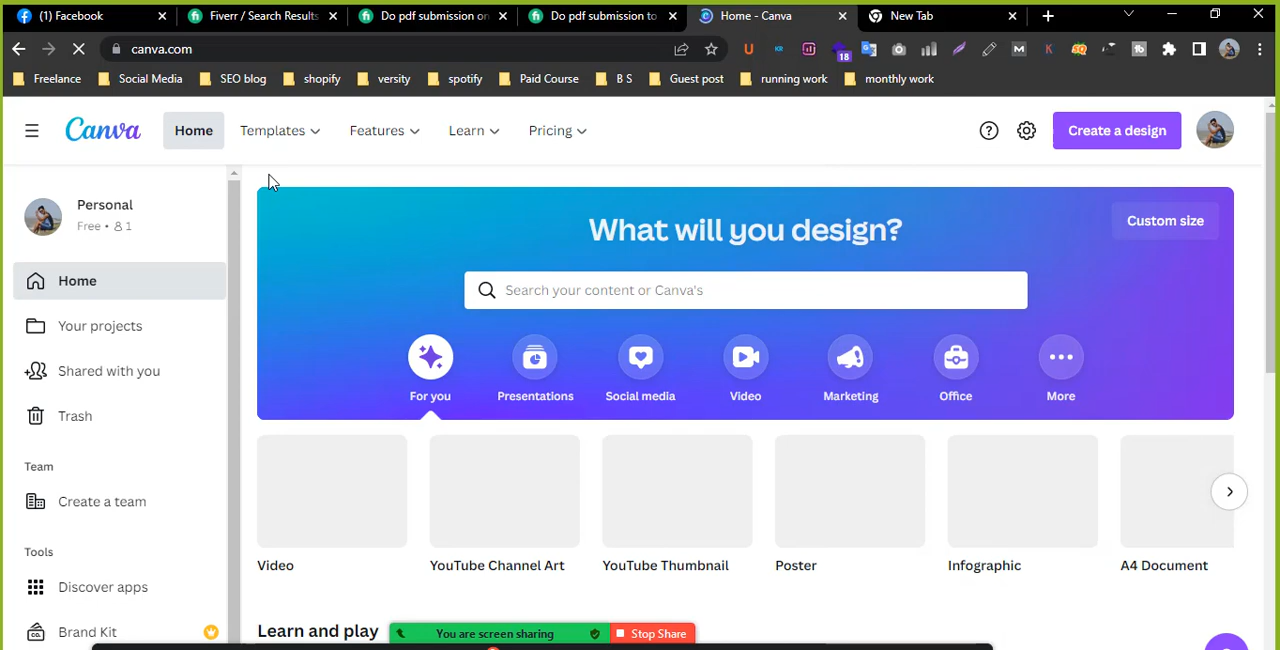 Facebook
Fiverr / Search Results
Do pdf submission on
Do pdf submission to
Home - Canva
New Tab
canva.com
18
Freelance
Social Media
SEO blog
shopify
versity
spotify
Paid Course
B S
Guest post
running work
monthly work
Canva
Home
Templates
Features
Learn
Pricing
Create a design
Personal
Free • 1
Home
Your projects
Shared with you
Trash
Team
Create a team
Tools
Discover apps
Brand Kit
What will you design?
Custom size
Search your content or Canva's
For you
Presentations
Social media
Video
Marketing
Office
More
Video
YouTube Channel Art
YouTube Thumbnail
Poster
Infographic
A4 Document
Learn and play
You are screen sharing
Stop Share